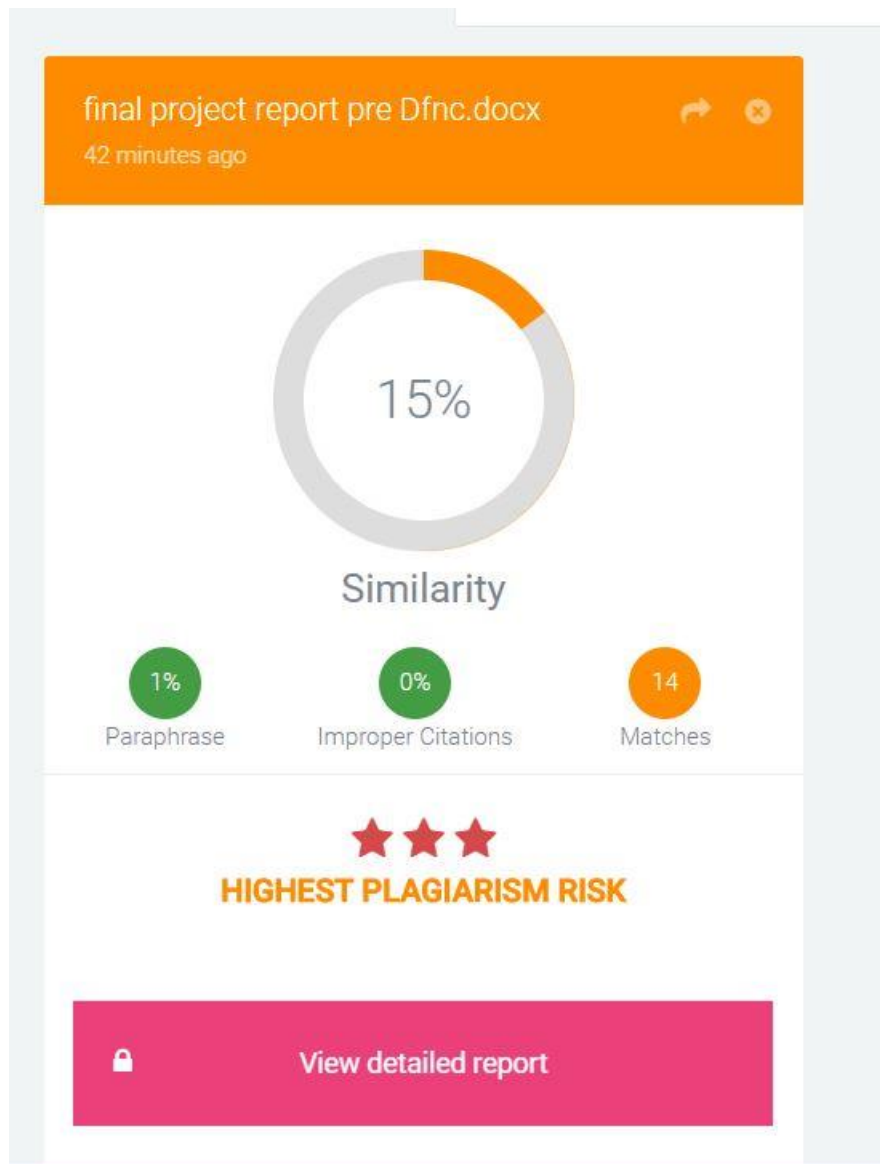 final project report pre Dfnc.docx
42 minutes ago
15%
Similarity
1%
Paraphrase
0%
Improper Citations
14
Matches
HIGHEST PLAGIARISM RISK
View detailed report